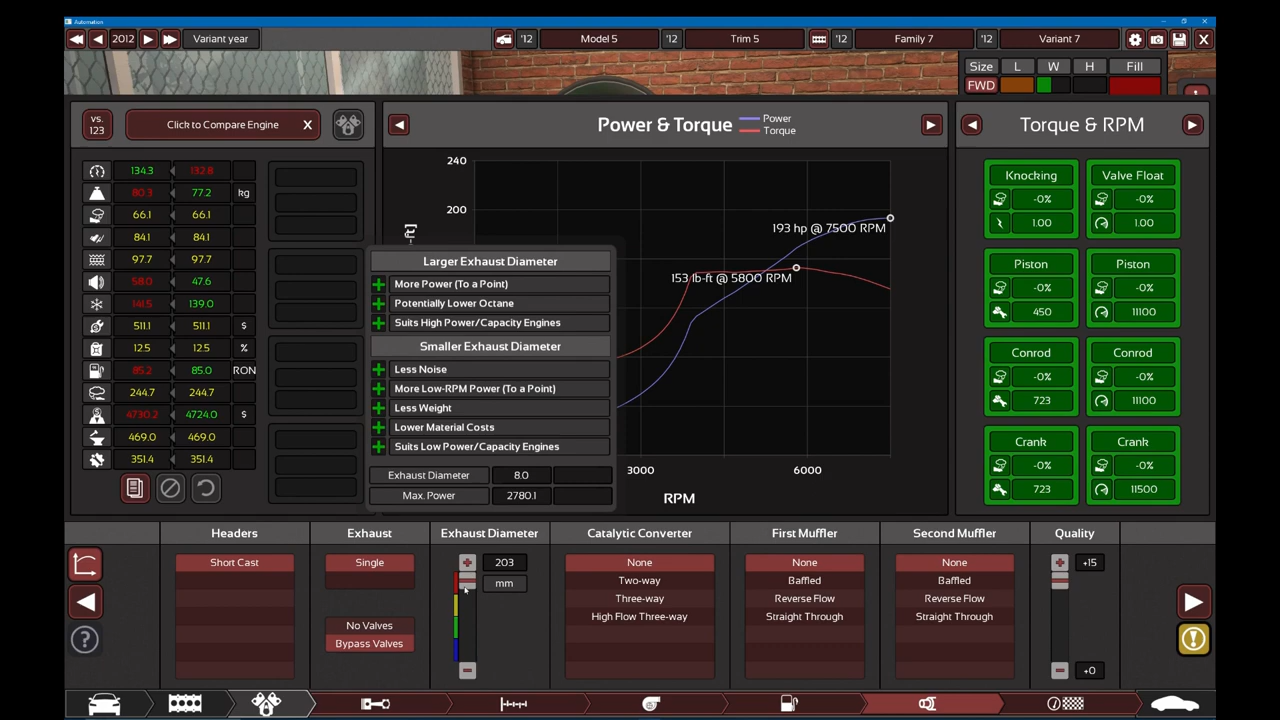 Automation
2012 Variant year '12 Model 5 '12 Trim 5 '12 Family 7 '12 Variant 7 X
Size L W H Fill
FWD
vs. 123 Click to Compare Engine X
Power & Torque Power Torque
Torque & RPM
134.3 132.8
80.3 77.2 kg
66.1 66.1
84.1 84.1
97.7 97.7
58.0 47.6
141.5 139.0
511.1 511.1 $
12.5 12.5 %
85.2 85.0 RON
244.7 244.7
4730.2 4724.0 $
469.0 469.0
351.4 351.4
240
200
193 hp @ 7500 RPM
153 lb-ft @ 5800 RPM
3000 6000
RPM
Larger Exhaust Diameter
More Power (To a Point)
Potentially Lower Octane
Suits High Power/Capacity Engines
Smaller Exhaust Diameter
Less Noise
More Low-RPM Power (To a Point)
Less Weight
Lower Material Costs
Suits Low Power/Capacity Engines
Exhaust Diameter 8.0
Max. Power 2780.1
Knocking Valve Float
-0% -0%
1.00 1.00
Piston Piston
-0% -0%
450 11100
Conrod Conrod
-0% -0%
723 11100
Crank Crank
-0% -0%
723 11500
Headers Exhaust Exhaust Diameter Catalytic Converter First Muffler Second Muffler Quality
Short Cast Single 203 None None None +15
mm Two-way Baffled Baffled
Three-way Reverse Flow Reverse Flow
High Flow Three-way Straight Through Straight Through
No Valves
Bypass Valves
+0